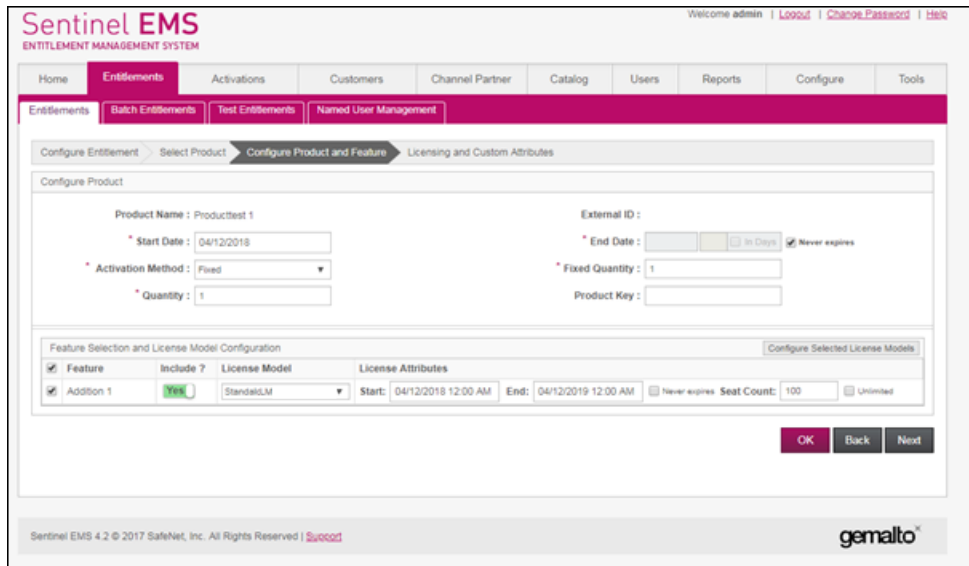 Welcome admin | Logout | Change Password | Help
Sentinel EMS
ENTITLEMENT MANAGEMENT SYSTEM
Home Entitlements Activations Customers Channel Partner Catalog Users Reports Configure Tools
Entitlements Batch Entitlements Test Entitlements Named User Management
Configure Entitlement Select Product Configure Product and Feature Licensing and Custom Attributes
Configure Product
Product Name : Producttest 1 External ID :
* Start Date : 04/12/2018 * End Date : In Days Never expires
* Activation Method : Fixed * Fixed Quantity : 1
* Quantity : 1 Product Key :
Feature Selection and License Model Configuration Configure Selected License Models
Feature Include ? License Model License Attributes
Addition 1 Yes Start: 04/12/2018 12:00 AM End: 04/12/2019 12:00 AM Never expires Seat Count: 100 Unlimited
OK Back Next
Sentinel EMS 4.2 © 2017 SafeNet, Inc. All Rights Reserved | Support gemalto